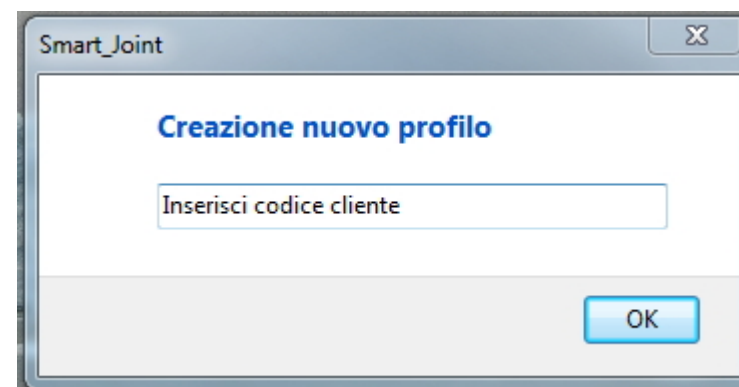 Smart_Joint
Creazione nuovo profilo
Inserisci codice cliente
OK